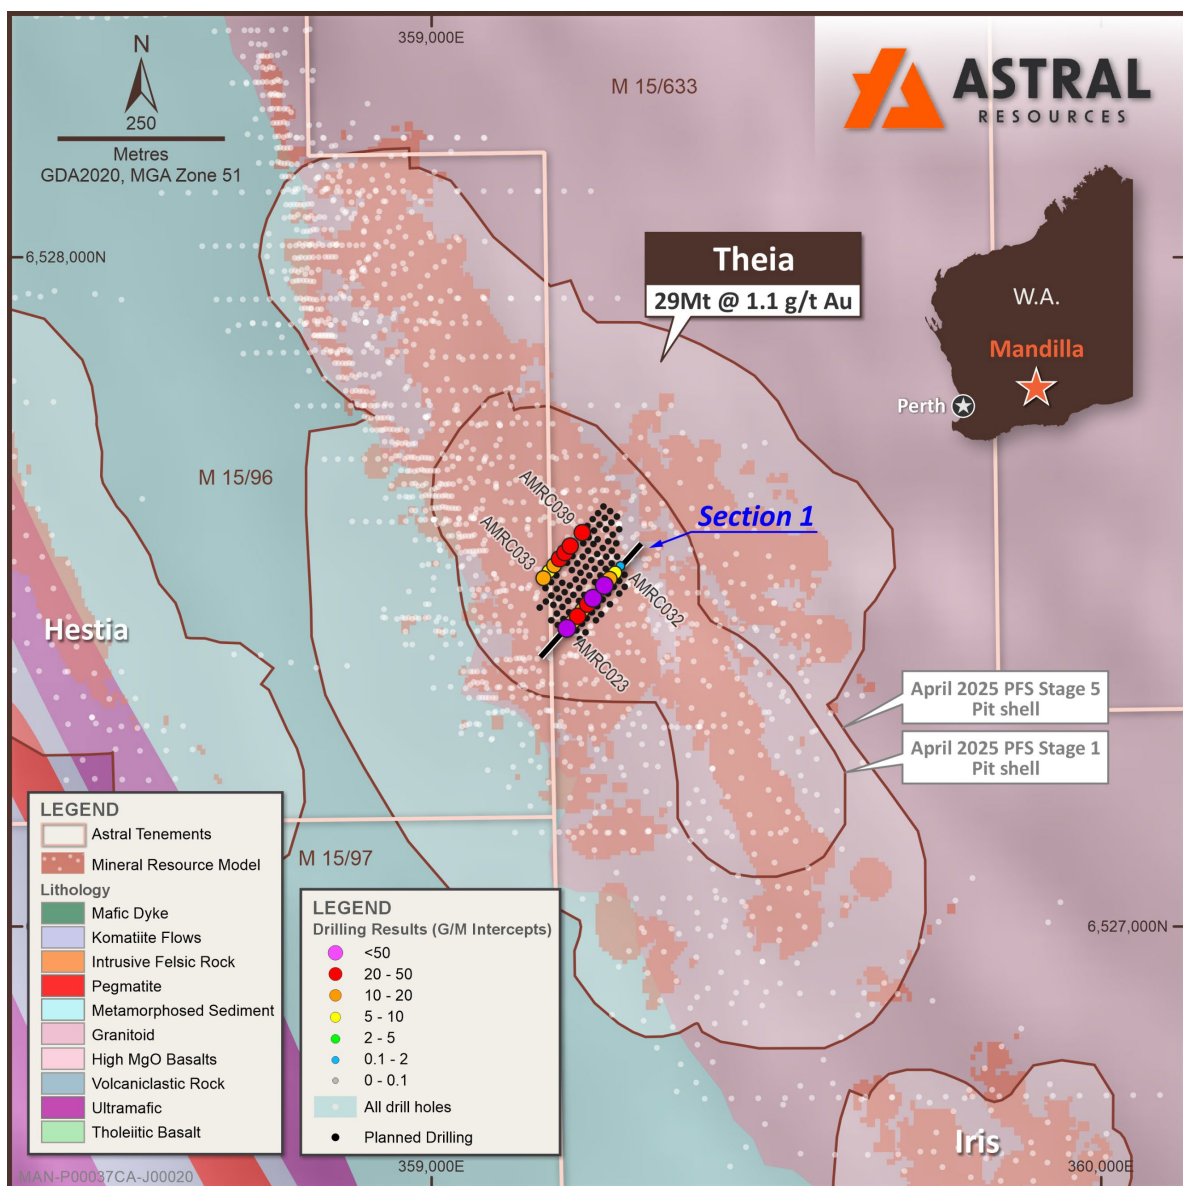 359,000E
N
250
Metres
GDA2020, MGA Zone 51
M 15/633
ASTRAL
RESOURCES
6,528,000N
Theia
29Mt @ 1.1 g/t Au
W.A.
Mandilla
Perth
M 15/96
AMRC039
AMRC033
Section 1
AMRC032
AMRC023
Hestia
April 2025 PFS Stage 5
Pit shell
April 2025 PFS Stage 1
Pit shell
LEGEND
Astral Tenements
Mineral Resource Model
Lithology
Mafic Dyke
Komatiite Flows
Intrusive Felsic Rock
Pegmatite
Metamorphosed Sediment
Granitoid
High MgO Basalts
Volcaniclastic Rock
Ultramafic
Tholeiitic Basalt
M 15/97
LEGEND
Drilling Results (G/M Intercepts)
<50
20 - 50
10 - 20
5 - 10
2 - 5
0.1 - 2
0 - 0.1
All drill holes
Planned Drilling
6,527,000N
Iris
MAN-P00037CA-J00020
359,000E
360,000E